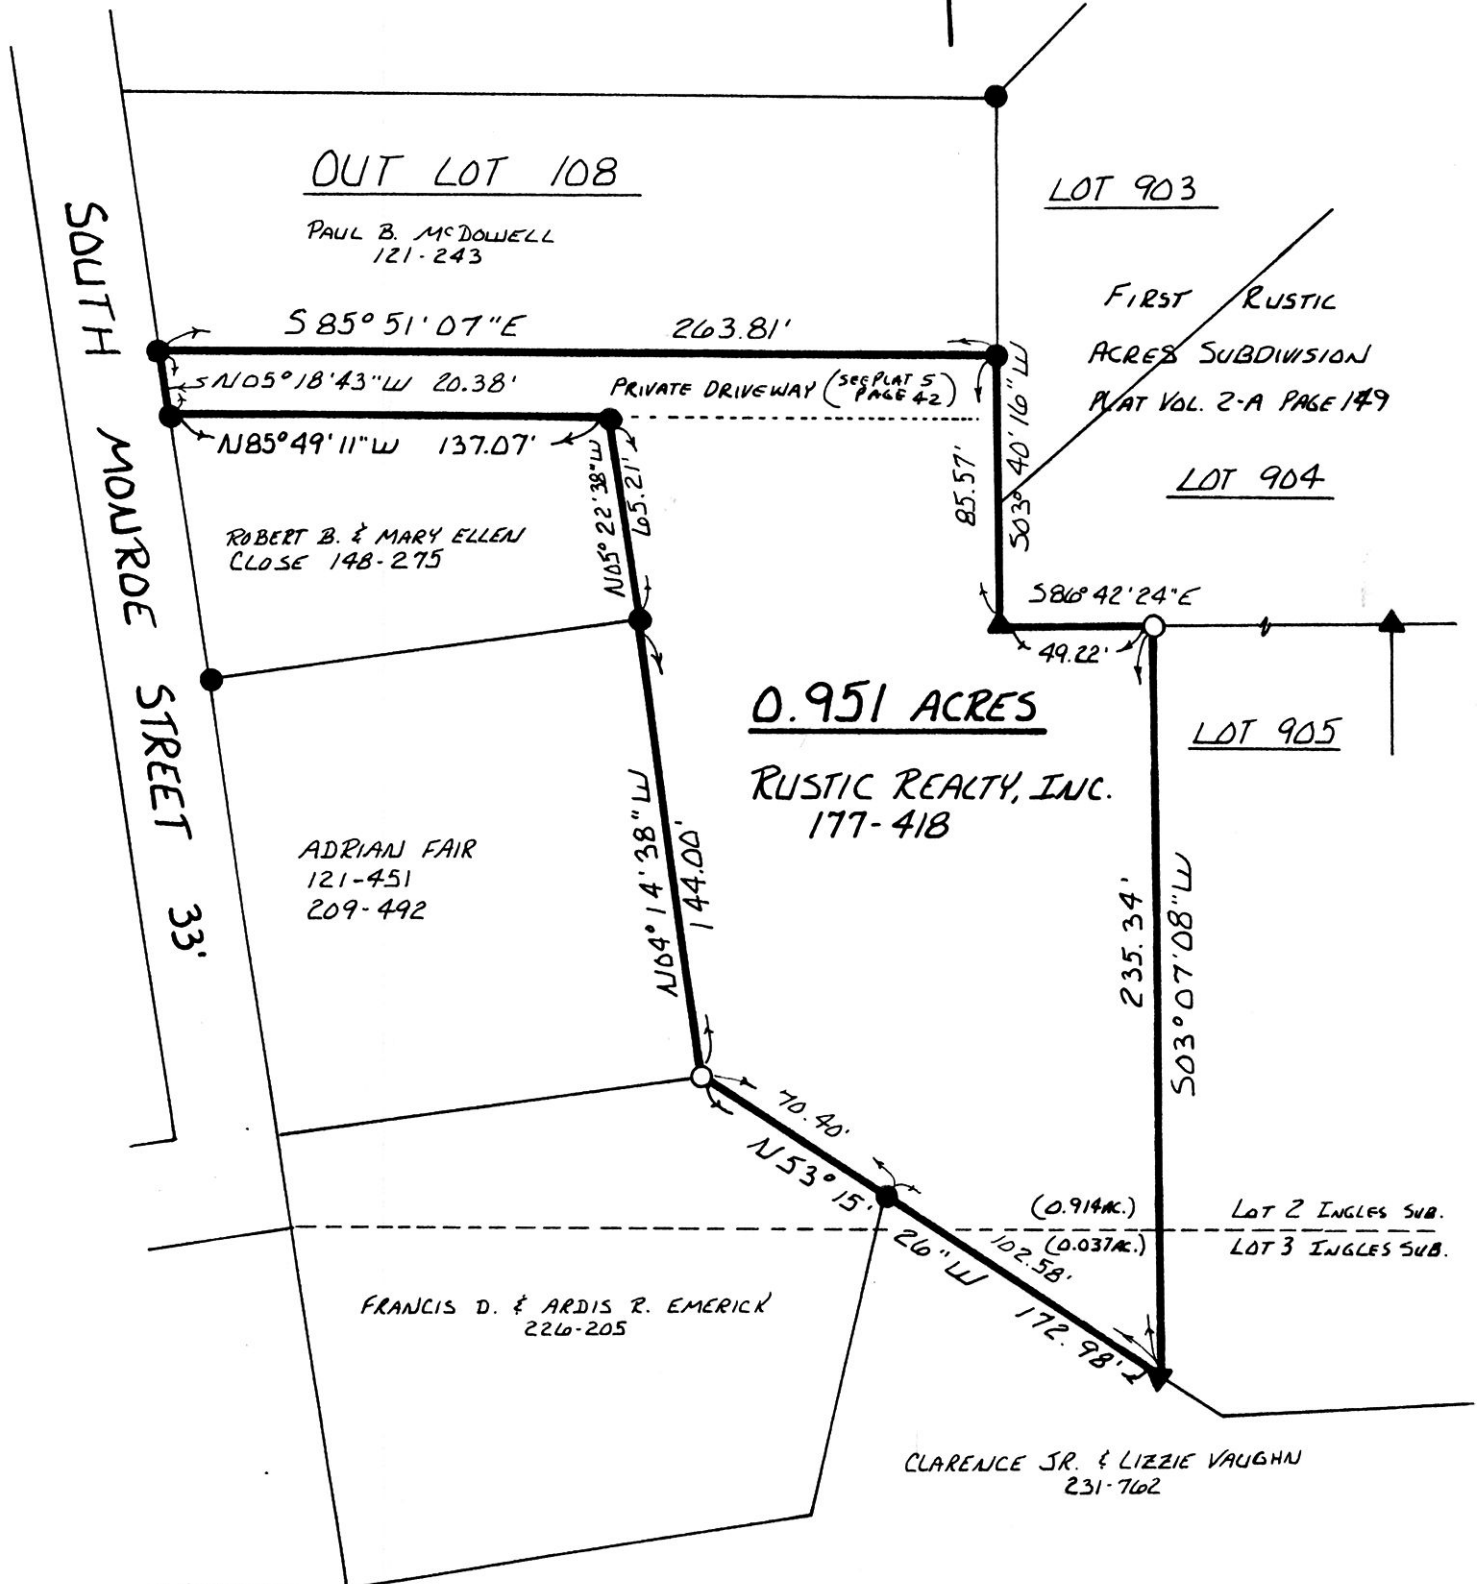 OUT LOT 108
PAUL B. McDOWELL
121-243
LOT 903
FIRST RUSTIC
ACRES SUBDIVISION
PLAT VOL. 2-A PAGE 149
SOUTH MONROE STREET 33'
S 85° 51' 07" E 263.81'
N05° 18' 43" W 20.38'
PRIVATE DRIVEWAY (SEE PLAT 5
PAGE 42)
N85° 49' 11" W 137.07'
N05° 22' 38" W
65.21'
85.57'
S03° 40' 16" W
LOT 904
ROBERT B. & MARY ELLEN
CLOSE 148-275
S86° 42' 24" E
49.22'
0.951 ACRES
RUSTIC REALTY, INC.
177-418
LOT 905
ADRIAN FAIR
121-451
209-492
N04° 14' 38" W
144.00'
235.34'
S03° 07' 08" W
70.40'
N 53° 15' 26" W
102.58'
172.98'
(0.914 AC.)
LOT 2 INGLES SUB.
(0.037 AC.)
LOT 3 INGLES SUB.
FRANCIS D. & ARDIS R. EMERICK
226-205
CLARENCE JR. & LIZZIE VAUGHN
231-762